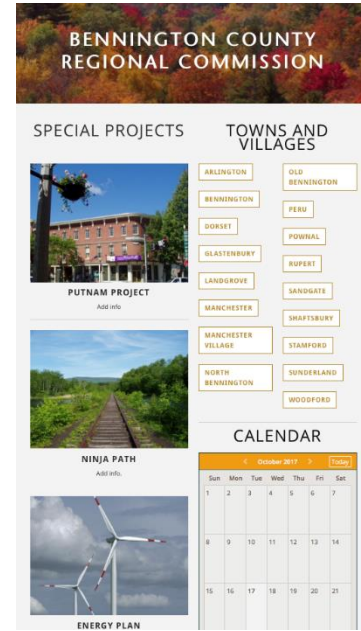 BENNINGTON COUNTY
REGIONAL COMMISSION
SPECIAL PROJECTS
PUTNAM PROJECT
Add info
NINJA PATH
Add info.
ENERGY PLAN
TOWNS AND
VILLAGES
ARLINGTON
BENNINGTON
DORSET
GLASTENBURY
LANDGROVE
MANCHESTER
MANCHESTER
VILLAGE
NORTH
BENNINGTON
OLD
BENNINGTON
PERU
POWNAL
RUPERT
SANDGATE
SHAFTSBURY
STAMFORD
SUNDERLAND
WOODFORD
CALENDAR
< October 2017 > Today
Sun Mon Tue Wed Thu Fri Sat
1 2 3 4 5 6 7
8 9 10 11 12 13 14
15 16 17 18 19 20 21